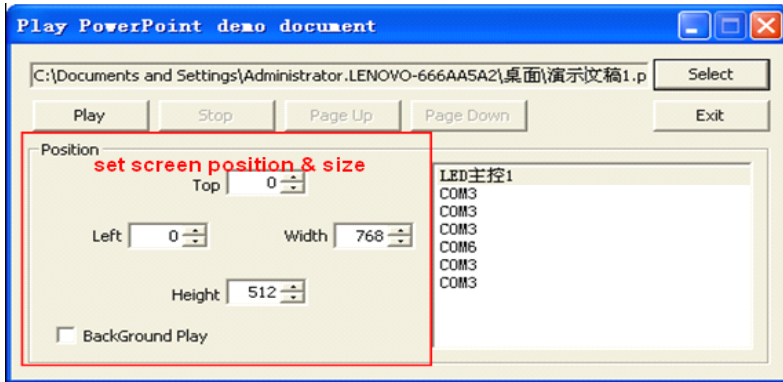 Play PowerPoint demo document
C:\Documents and Settings\Administrator.LENOVO-666AA5A2\桌面\演示文稿1.p
Select
Play
Stop
Page Up
Page Down
Exit
Position
set screen position & size
Top 0
Left 0
Width 768
Height 512
BackGround Play
LED主控1
COM3
COM3
COM3
COM6
COM3
COM3